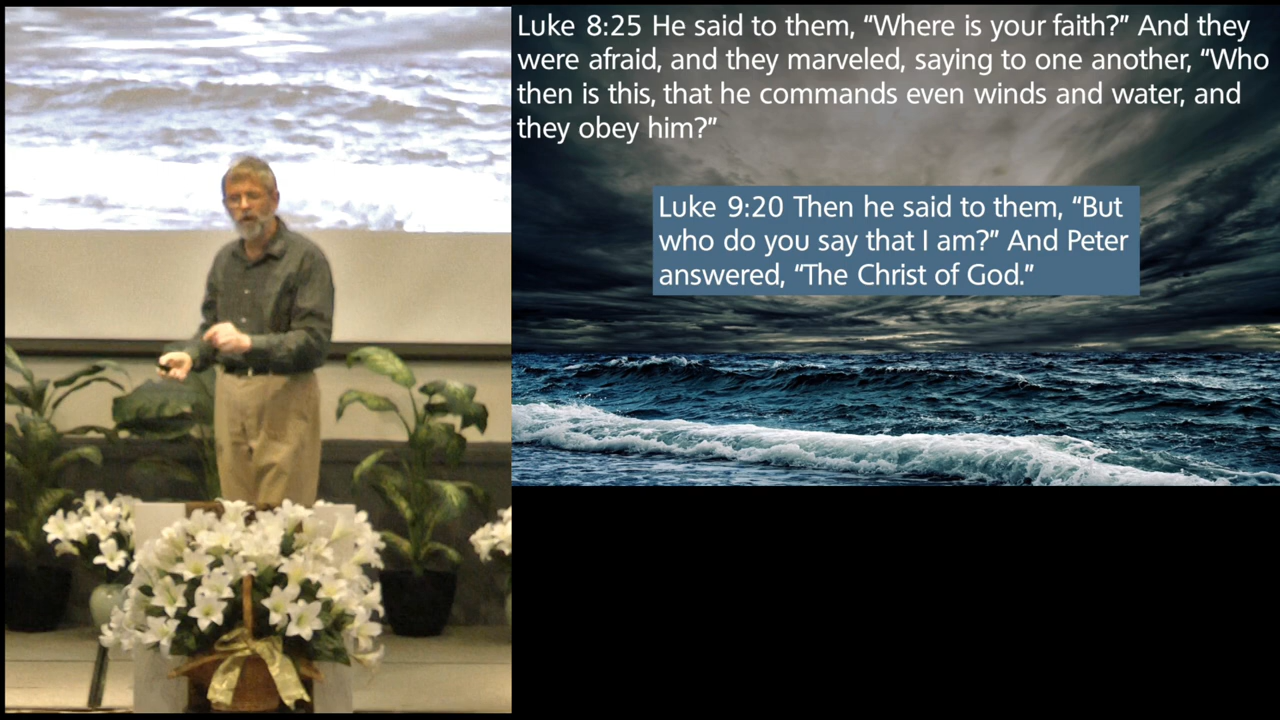 Luke 8:25 He said to them, “Where is your faith?” And they
were afraid, and they marveled, saying to one another, “Who
then is this, that he commands even winds and water, and
they obey him?”
Luke 9:20 Then he said to them, “But
who do you say that I am?” And Peter
answered, “The Christ of God.”